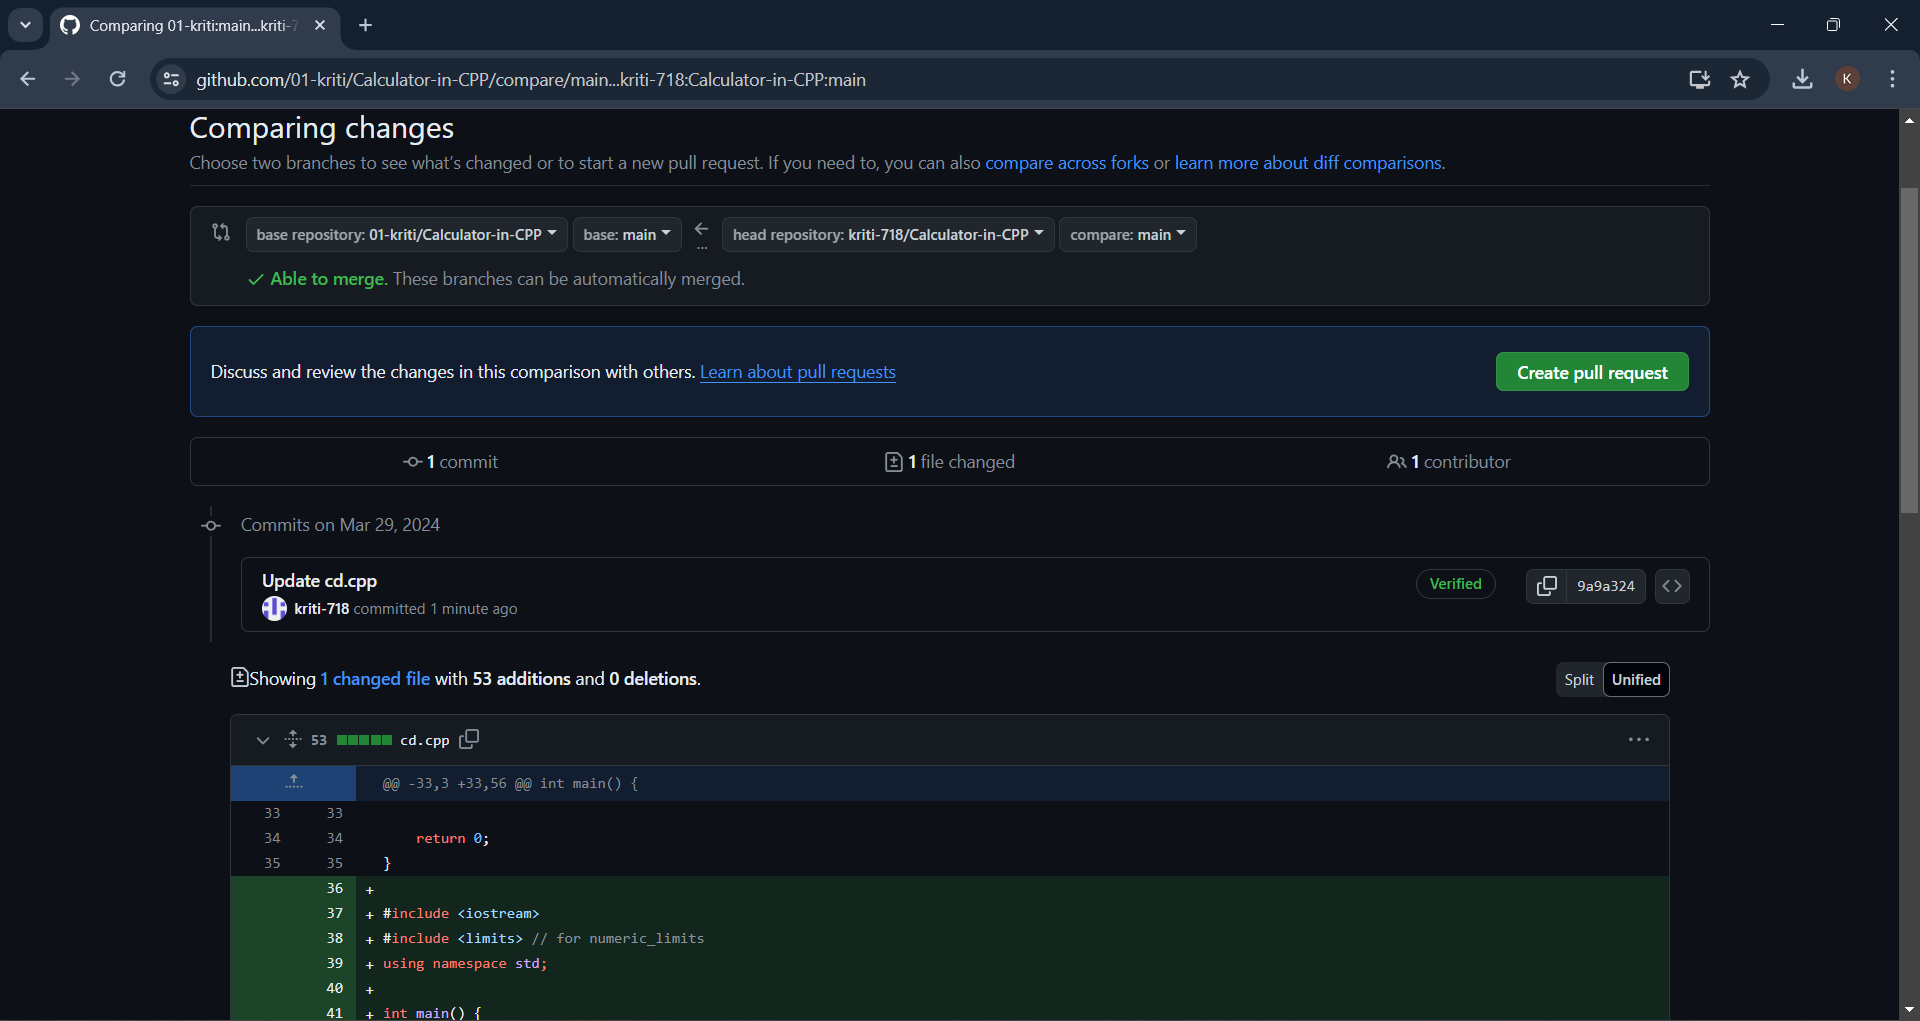 Comparing 01-kriti:main...kriti-7
github.com/01-kriti/Calculator-in-CPP/compare/main...kriti-718:Calculator-in-CPP:main
K
Comparing changes
Choose two branches to see what's changed or to start a new pull request. If you need to, you can also compare across forks or learn more about diff comparisons.
base repository: 01-kriti/Calculator-in-CPP base: main ... head repository: kriti-718/Calculator-in-CPP compare: main
Able to merge. These branches can be automatically merged.
Discuss and review the changes in this comparison with others. Learn about pull requests Create pull request
1 commit 1 file changed 1 contributor
Commits on Mar 29, 2024
Update cd.cpp
Verified 9a9a324 <>
kriti-718 committed 1 minute ago
Showing 1 changed file with 53 additions and 0 deletions. Split Unified
53 cd.cpp ...
@@ -33,3 +33,56 @@ int main() {
33 33
34 34 return 0;
35 35 }
36 +
37 + #include <iostream>
38 + #include <limits> // for numeric_limits
39 + using namespace std;
40 +
41 + int main() {